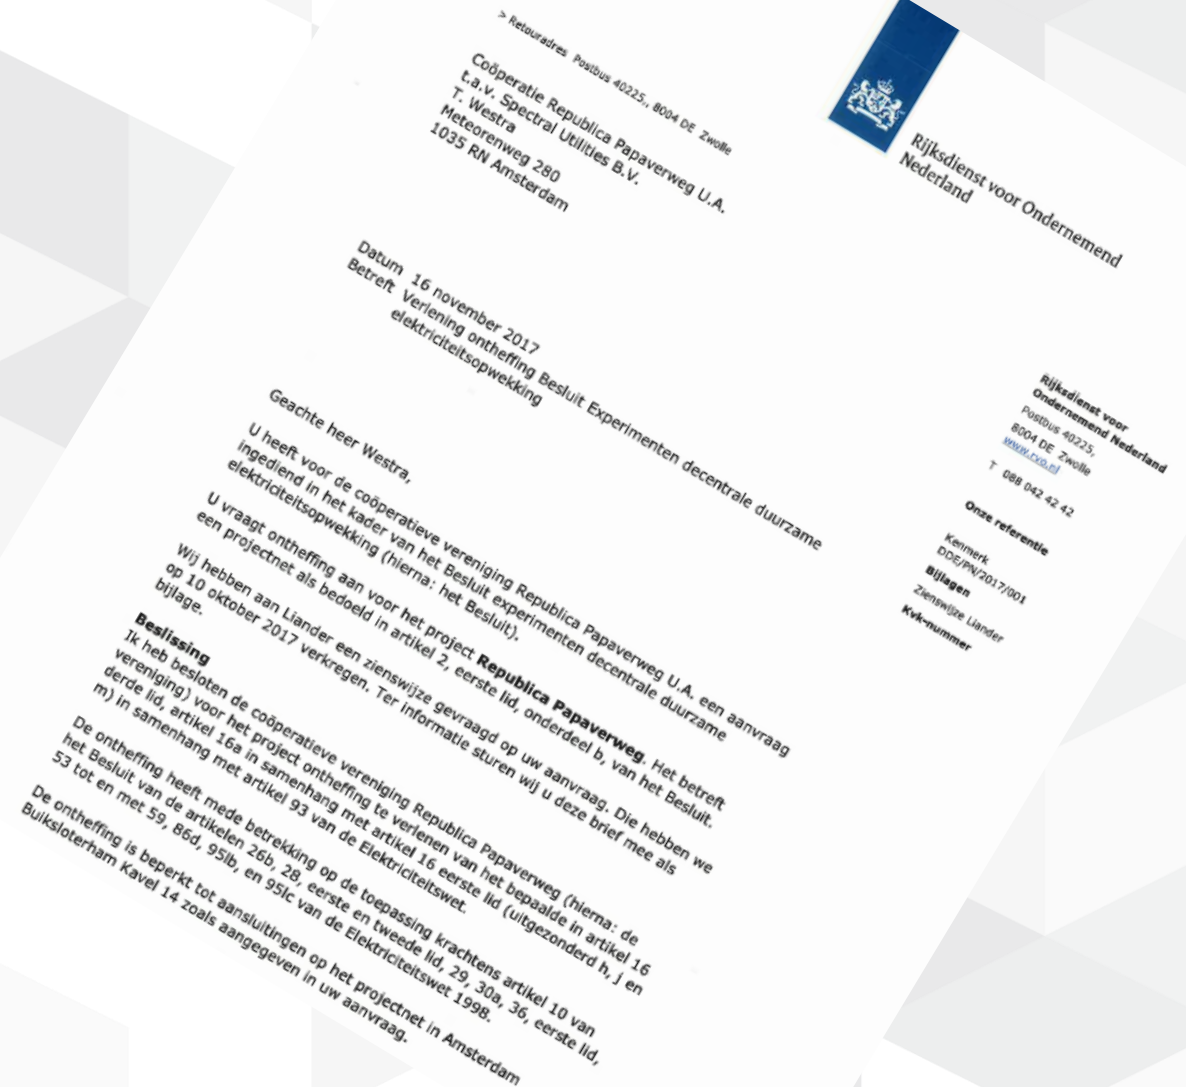 > Retouradres Postbus 40225,, 8004 DE Zwolle
Coöperatie Republica Papaverweg U.A.
t.a.v. Spectral Utilities B.V.
T. Westra
Meteorenweg 280
1035 RN Amsterdam
Rijksdienst voor Ondernemend
Nederland
Datum 16 november 2017
Betreft Verlening ontheffing Besluit Experimenten decentrale duurzame
elektriciteitsopwekking
Rijksdienst voor
Ondernemend Nederland
Postbus 40225,
8004 DE Zwolle
www.rvo.nl
T 088 042 42 42
Onze referentie
Kenmerk
DDE/PN/2017/001
Bijlagen
Zienswijze Liander
Kvk-nummer
Geachte heer Westra,
U heeft voor de coöperatieve vereniging Republica Papaverweg U.A. een aanvraag
ingediend in het kader van het Besluit experimenten decentrale duurzame
elektriciteitsopwekking (hierna: het Besluit).
U vraagt ontheffing aan voor het project Republica Papaverweg. Het betreft
een projectnet als bedoeld in artikel 2, eerste lid, onderdeel b, van het Besluit.
Wij hebben aan Liander een zienswijze gevraagd op uw aanvraag. Die hebben we
op 10 oktober 2017 verkregen. Ter informatie sturen wij u deze brief mee als
bijlage.
Beslissing
Ik heb besloten de coöperatieve vereniging Republica Papaverweg (hierna: de
vereniging) voor het project ontheffing te verlenen van het bepaalde in artikel 16
derde lid, artikel 16a in samenhang met artikel 16 eerste lid (uitgezonderd h, j en
m) in samenhang met artikel 93 van de Elektriciteitswet.
De ontheffing heeft mede betrekking op de toepassing krachtens artikel 10 van
het Besluit van de artikelen 26b, 28, eerste en tweede lid, 29, 30a, 36, eerste lid,
53 tot en met 59, 86d, 95lb, en 95lc van de Elektriciteitswet 1998.
De ontheffing is beperkt tot aansluitingen op het projectnet in Amsterdam
Buiksloterham Kavel 14 zoals aangegeven in uw aanvraag.